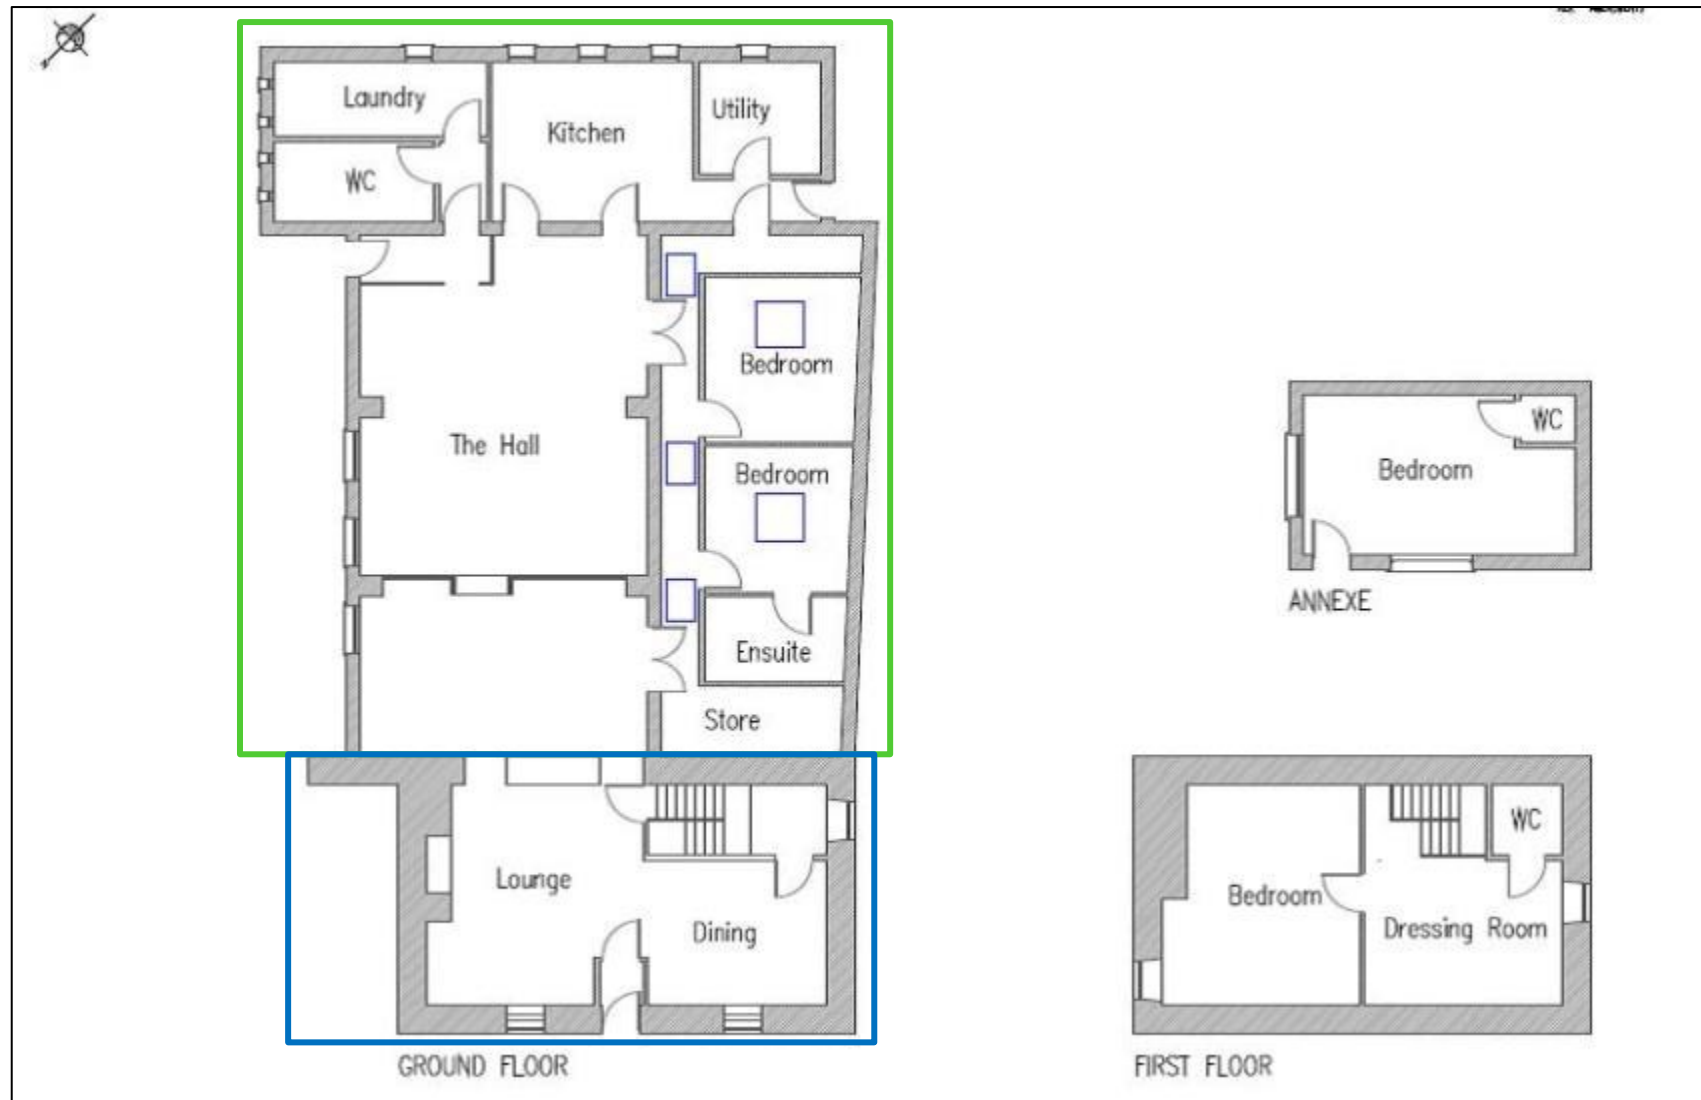 Laundry
Kitchen
Utility
WC
Bedroom
The Hall
Bedroom
Ensuite
Store
Lounge
Dining
GROUND FLOOR
WC
Bedroom
ANNEXE
WC
Bedroom
Dressing Room
FIRST FLOOR